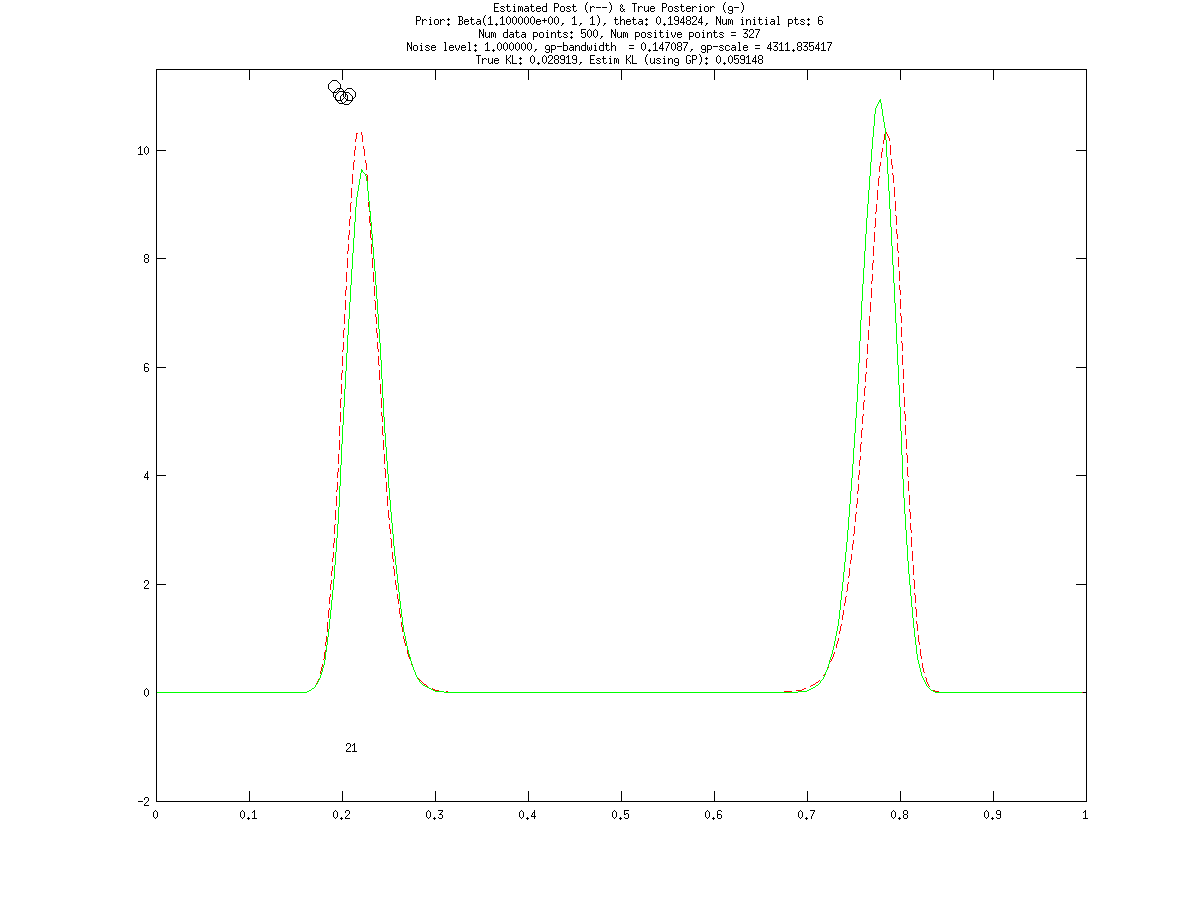 Estimated Post (r--) & True Posterior (g-)
Prior: Beta(1.100000e+00, 1, 1), theta: 0.194824, Num initial pts: 6
Num data points: 500, Num positive points = 327
Noise level: 1.000000, gp-bandwidth  = 0.147087, gp-scale = 4311.835417
True KL: 0.028919, Estim KL (using GP): 0.059148
10
8
6
4
2
0
21
-2
0 0.1 0.2 0.3 0.4 0.5 0.6 0.7 0.8 0.9 1